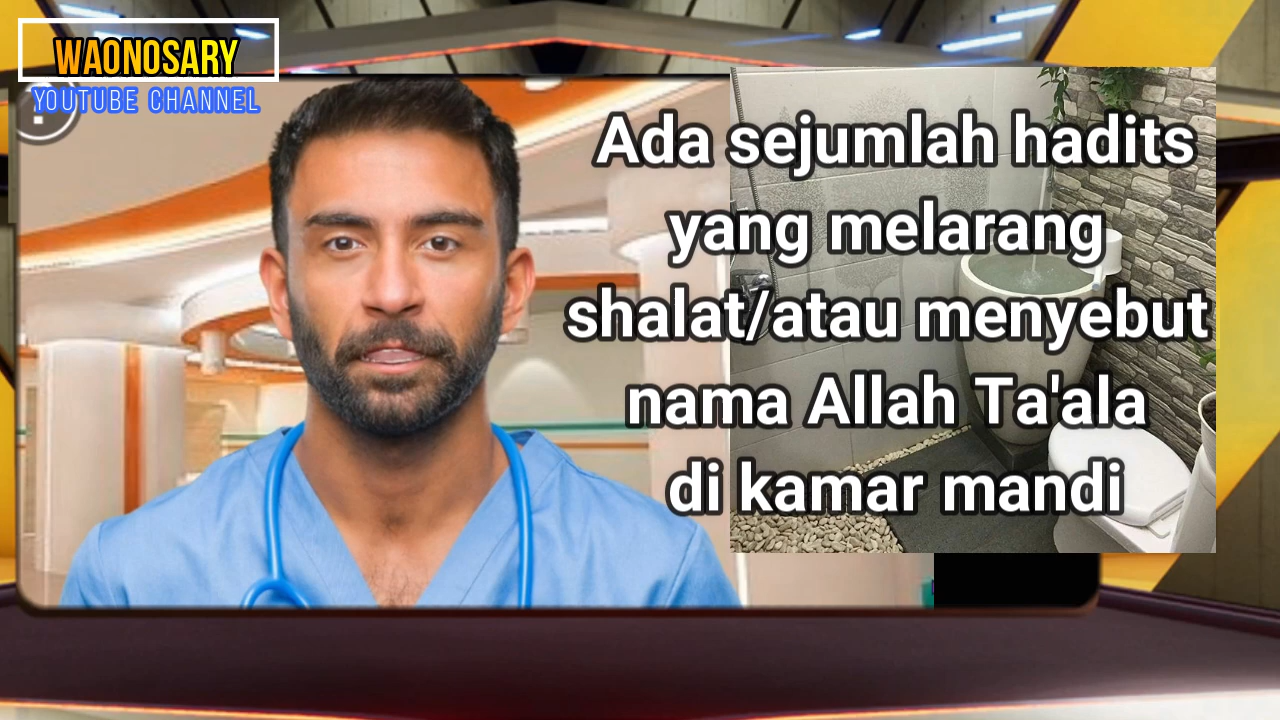 WAONOSARY
YOUTUBE CHANNEL
Ada sejumlah hadits
yang melarang
shalat/atau menyebut
nama Allah Ta'ala
di kamar mandi